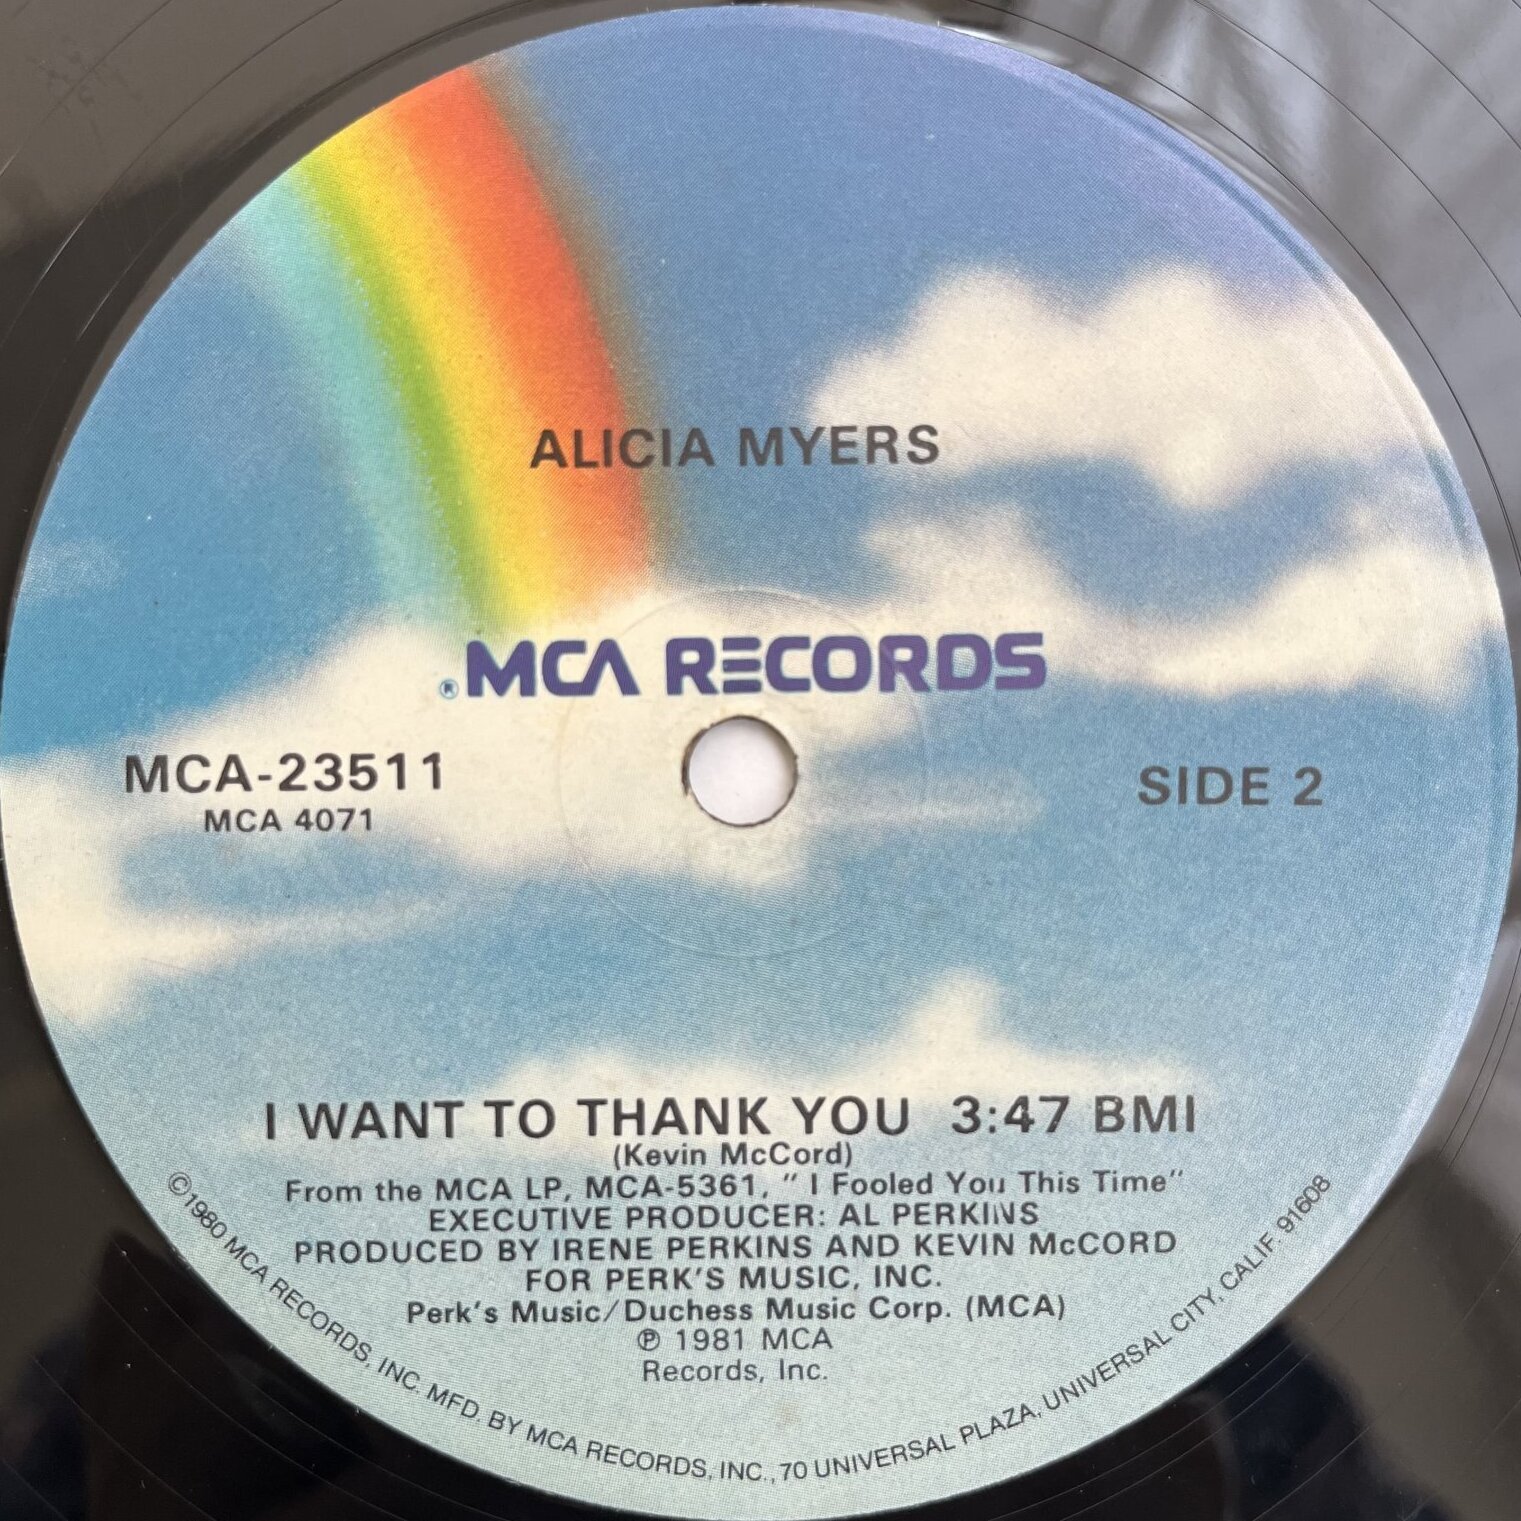 ALICIA MYERS
® MCA RECORDS
MCA-23511
MCA 4071
SIDE 2
I WANT TO THANK YOU 3:47 BMI
(Kevin McCord)
From the MCA LP, MCA-5361, "I Fooled You This Time"
EXECUTIVE PRODUCER: AL PERKINS
PRODUCED BY IRENE PERKINS AND KEVIN McCORD
FOR PERK'S MUSIC, INC.
Perk's Music/Duchess Music Corp. (MCA)
℗ 1981 MCA
Records, Inc.
©1980 MCA RECORDS, INC. MFD. BY MCA RECORDS, INC., 70 UNIVERSAL PLAZA, UNIVERSAL CITY, CALIF. 91608